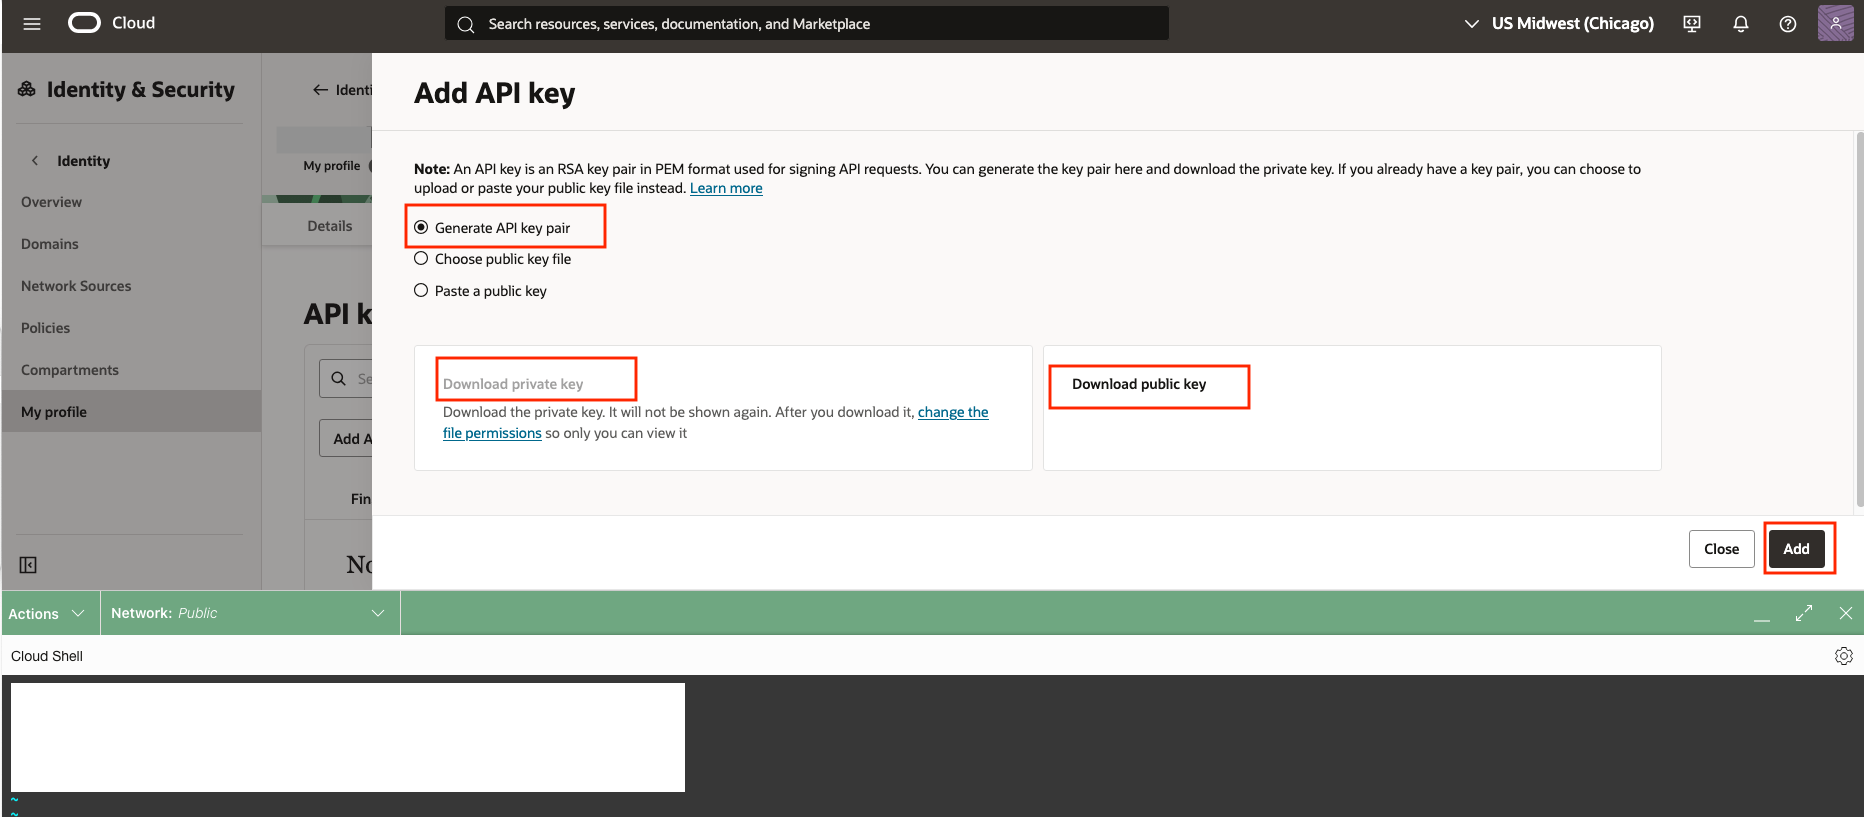 Cloud
Search resources, services, documentation, and Marketplace
US Midwest (Chicago)
Identity & Security
Identity
Overview
Domains
Network Sources
Policies
Compartments
My profile
Identi
My profile
Details
API k
Se
Add A
Fin
No
Add API key
Note: An API key is an RSA key pair in PEM format used for signing API requests. You can generate the key pair here and download the private key. If you already have a key pair, you can choose to
upload or paste your public key file instead. Learn more
Generate API key pair
Choose public key file
Paste a public key
Download private key
Download the private key. It will not be shown again. After you download it, change the
file permissions so only you can view it
Download public key
Close
Add
Actions
Network: Public
Cloud Shell
~
~